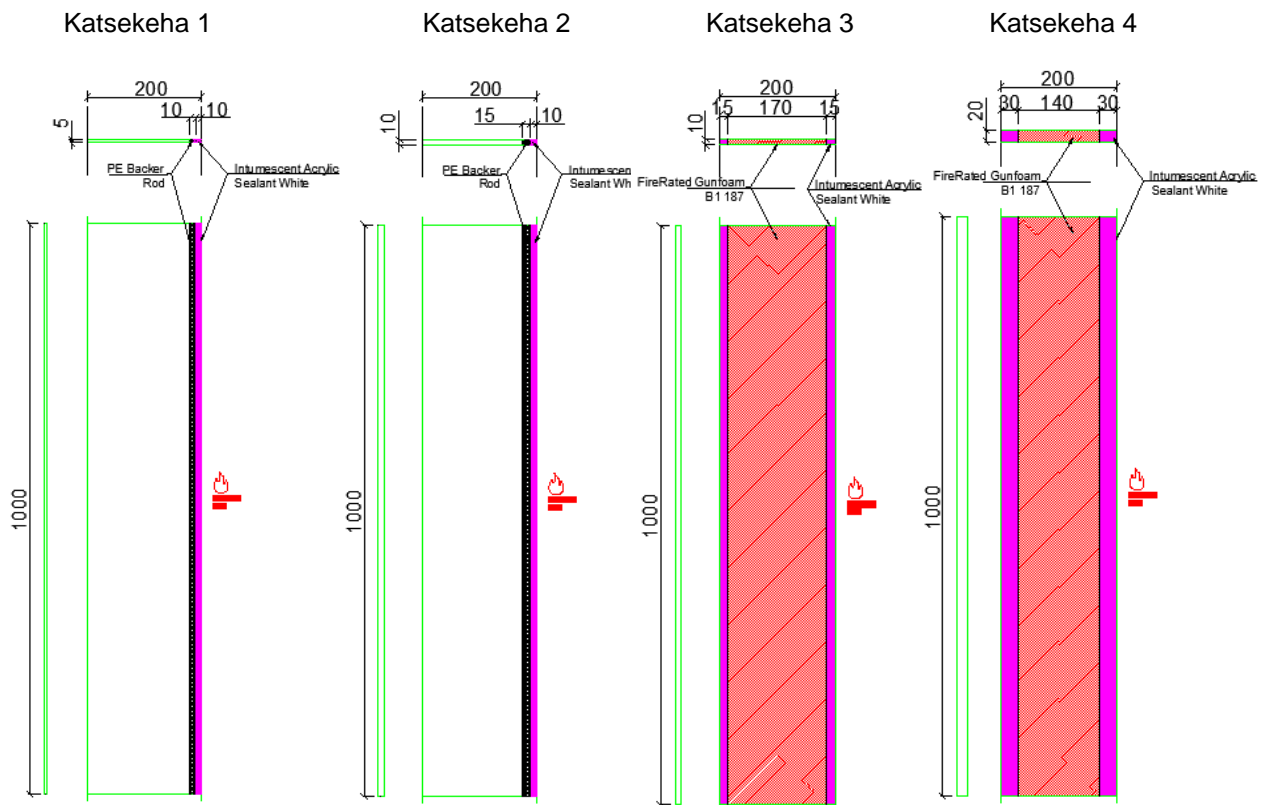 Katsekeha 1
200
10 10
5
PE Backer
Rod
Intumescent Acrylic
Sealant White
1000
Katsekeha 2
200
15 10
10
PE Backer
Rod
Intumescen
Sealant Wh
1000
Katsekeha 3
200
15 170 15
10
FireRated Gunfoam
B1 187
Intumescent Acrylic
Sealant White
1000
Katsekeha 4
200
30 140 30
20
FireRated Gunfoam
B1 187
Intumescent Acrylic
Sealant White
1000